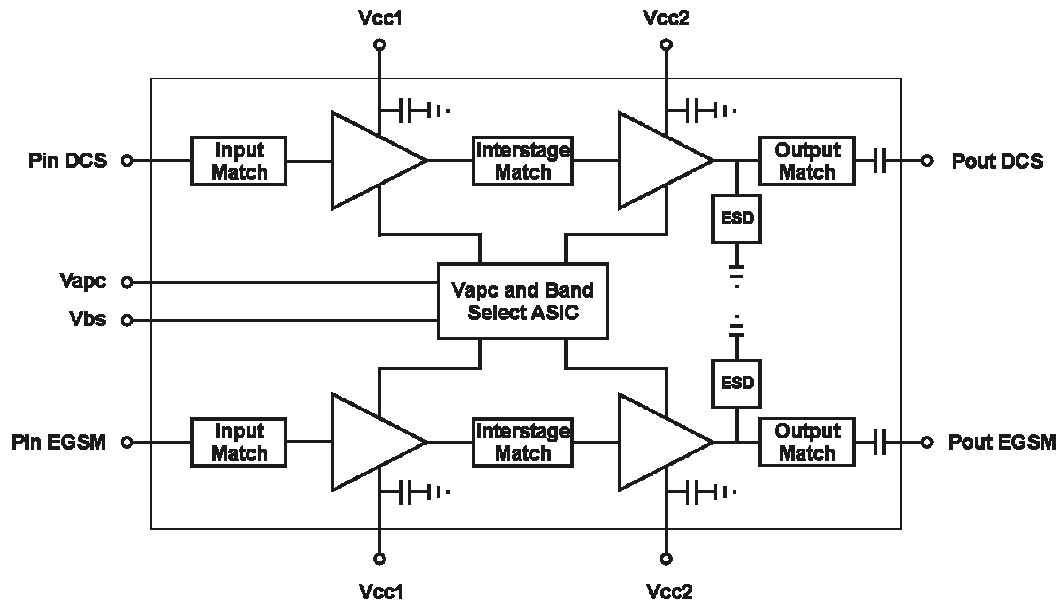 Vcc1
Vcc2
Pin DCS
Input
Match
Interstage
Match
Output
Match
Pout DCS
ESD
Vapc
Vapc and Band
Select ASIC
Vbs
ESD
Pin EGSM
Input
Match
Interstage
Match
Output
Match
Pout EGSM
Vcc1
Vcc2